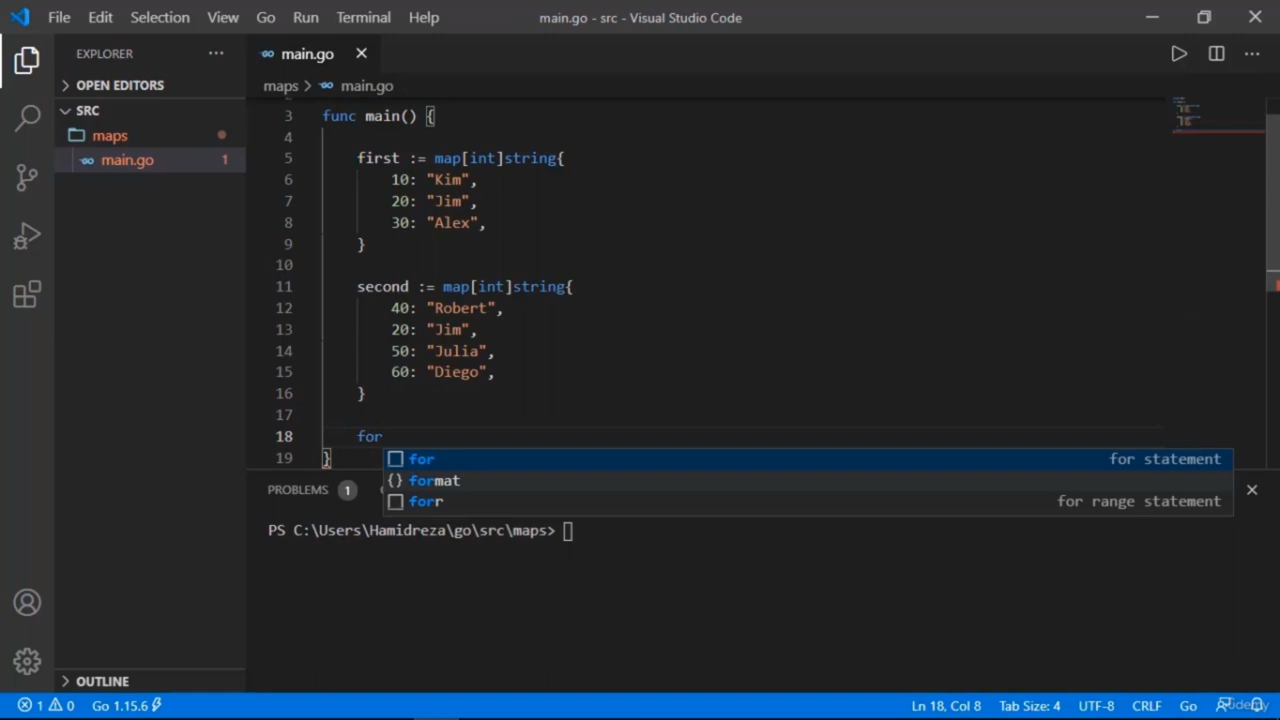 File Edit Selection View Go Run Terminal Help main.go - src - Visual Studio Code
EXPLORER
main.go
OPEN EDITORS
maps > main.go
SRC
maps
main.go 1
3 func main() {
4
5 first := map[int]string{
6 10: "Kim",
7 20: "Jim",
8 30: "Alex",
9 }
10
11 second := map[int]string{
12 40: "Robert",
13 20: "Jim",
14 50: "Julia",
15 60: "Diego",
16 }
17
18 for
19 }
for for statement
format
forr for range statement
PROBLEMS 1
PS C:\Users\Hamidreza\go\src\maps>
OUTLINE
1 0 Go 1.15.6 Ln 18, Col 8 Tab Size: 4 UTF-8 CRLF Go